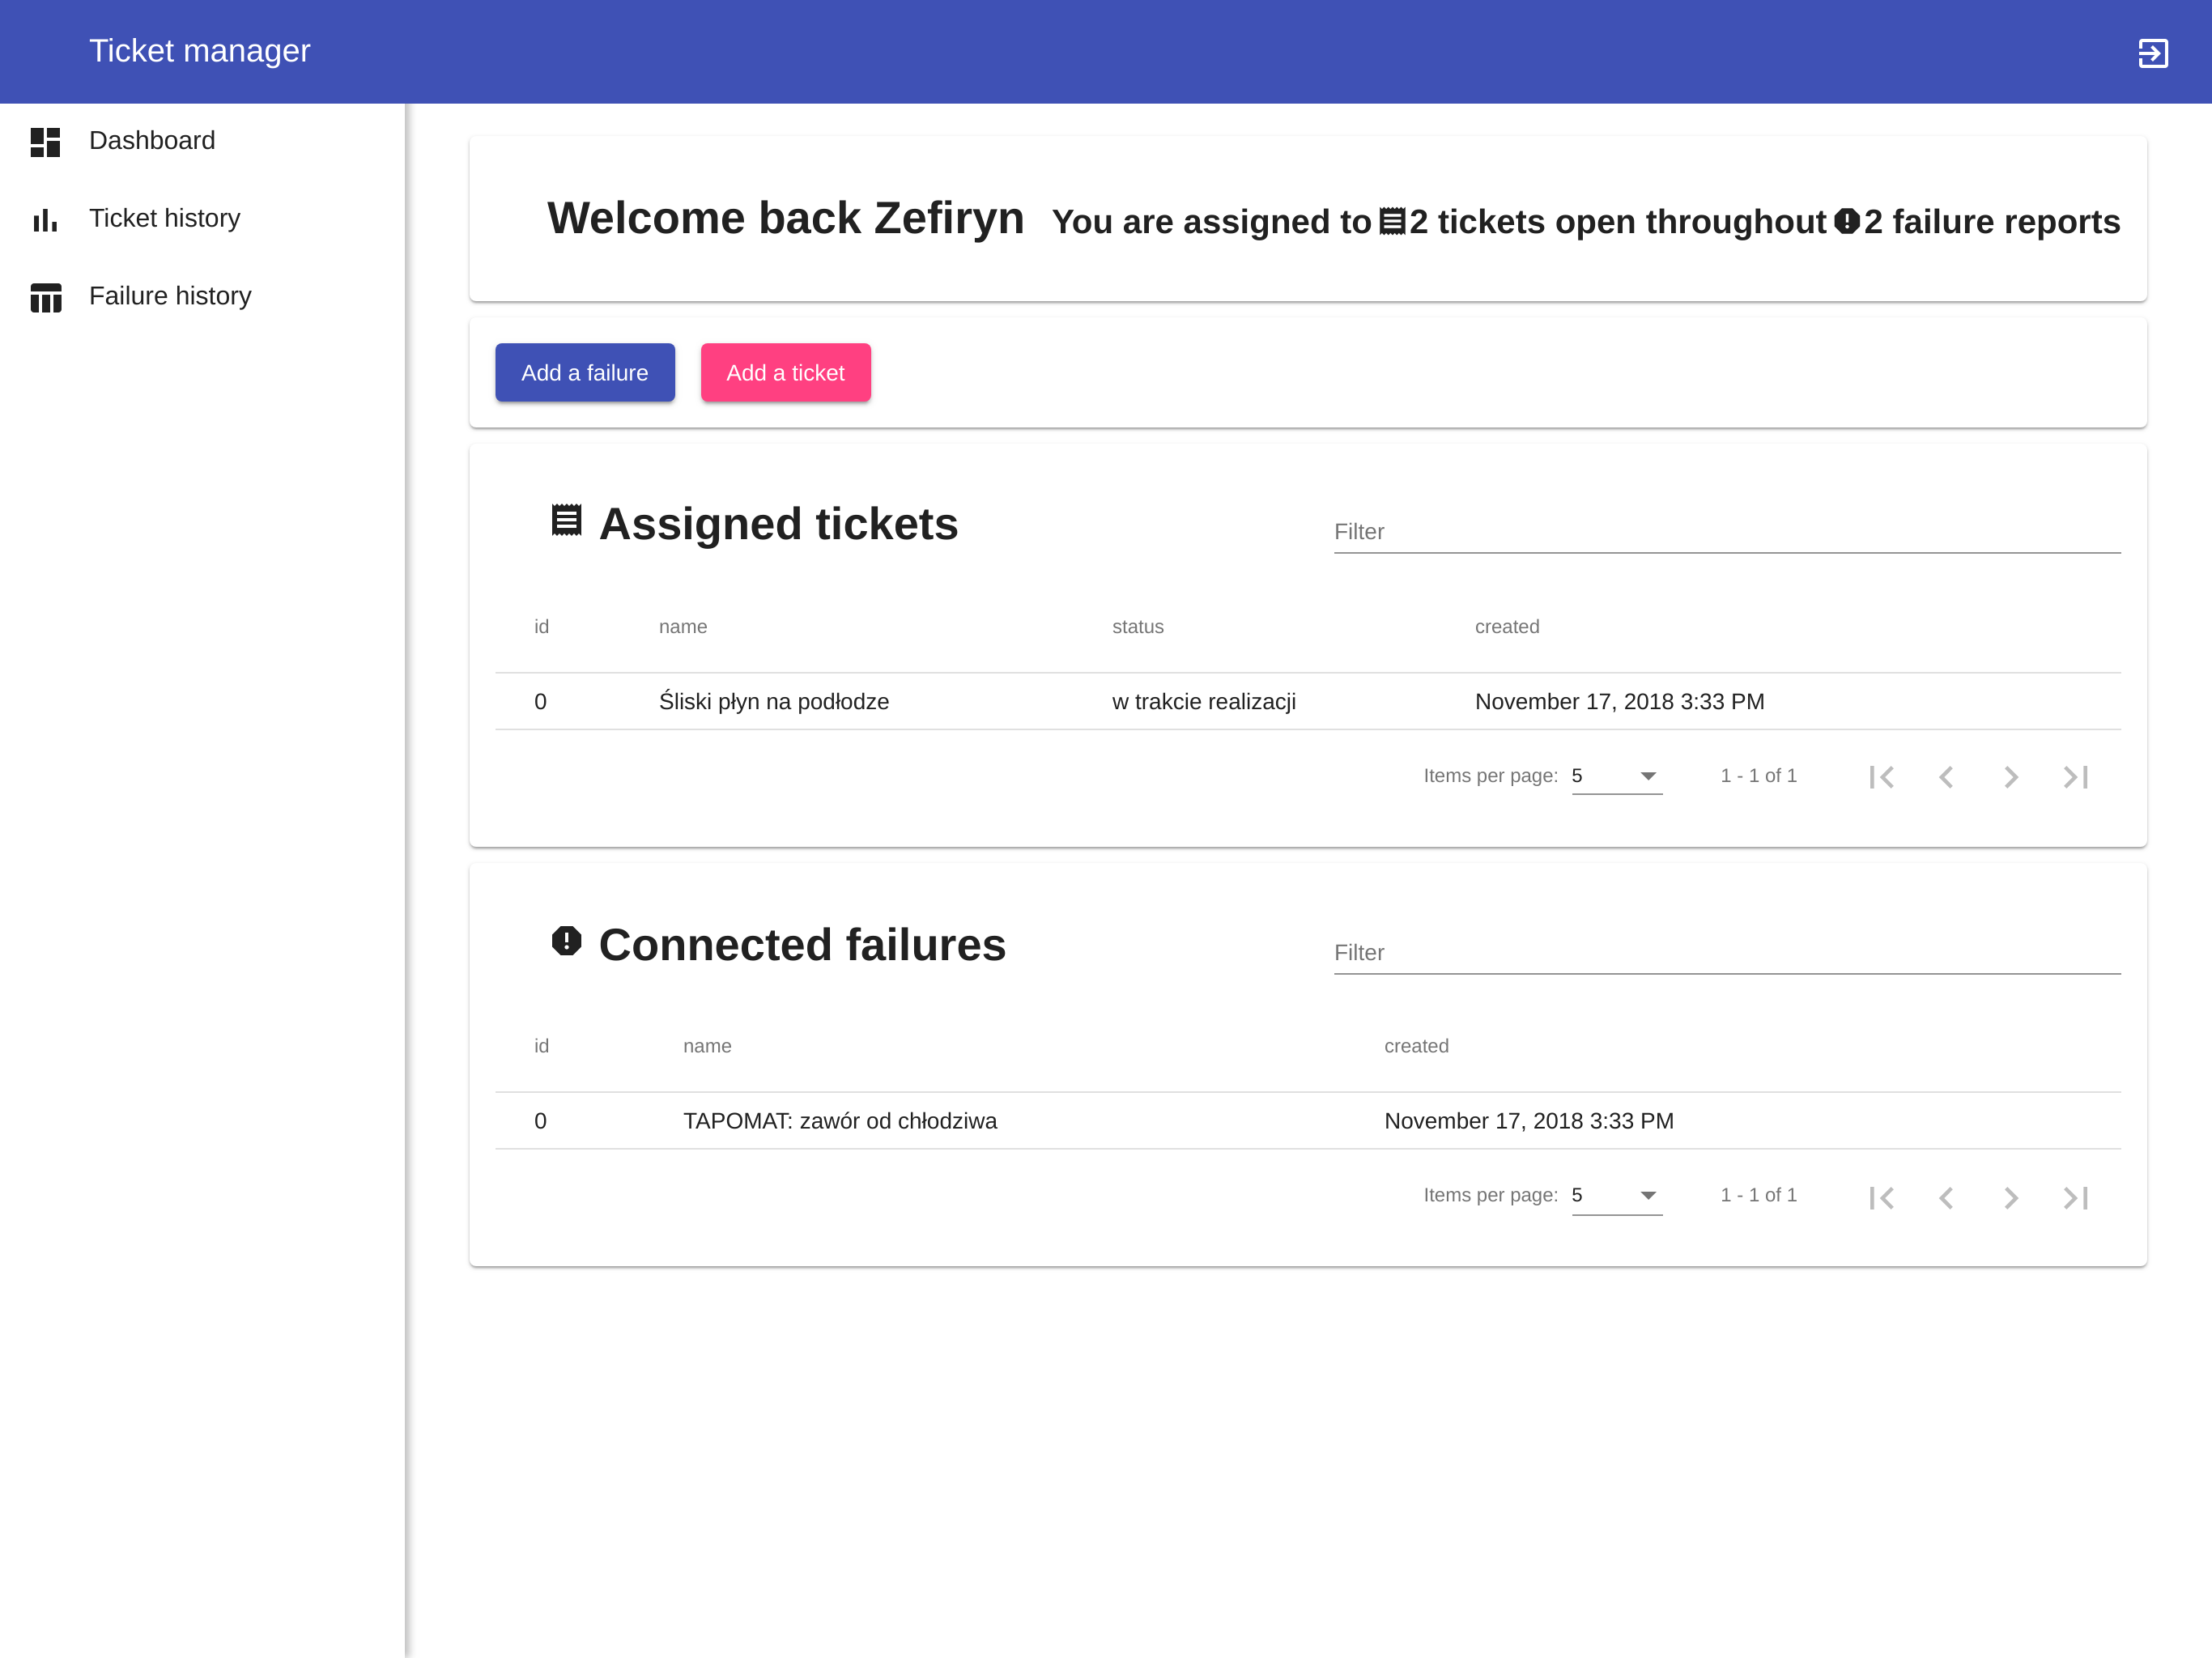 Ticket manager
Dashboard
Ticket history
Failure history
Welcome back Zefiryn You are assigned to 2 tickets open throughout 2 failure reports
Add a failure Add a ticket
Assigned tickets Filter
id name status created
0 Śliski płyn na podłodze w trakcie realizacji November 17, 2018 3:33 PM
Items per page: 5 1 - 1 of 1
Connected failures Filter
id name created
0 TAPOMAT: zawór od chłodziwa November 17, 2018 3:33 PM
Items per page: 5 1 - 1 of 1